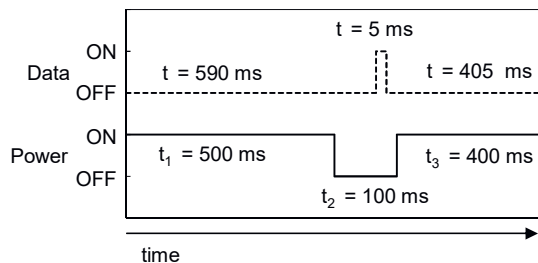 t = 5 ms
ON
Data
t = 590 ms
t = 405 ms
OFF
ON
Power
t₁ = 500 ms
t₃ = 400 ms
OFF
t₂ = 100 ms
time